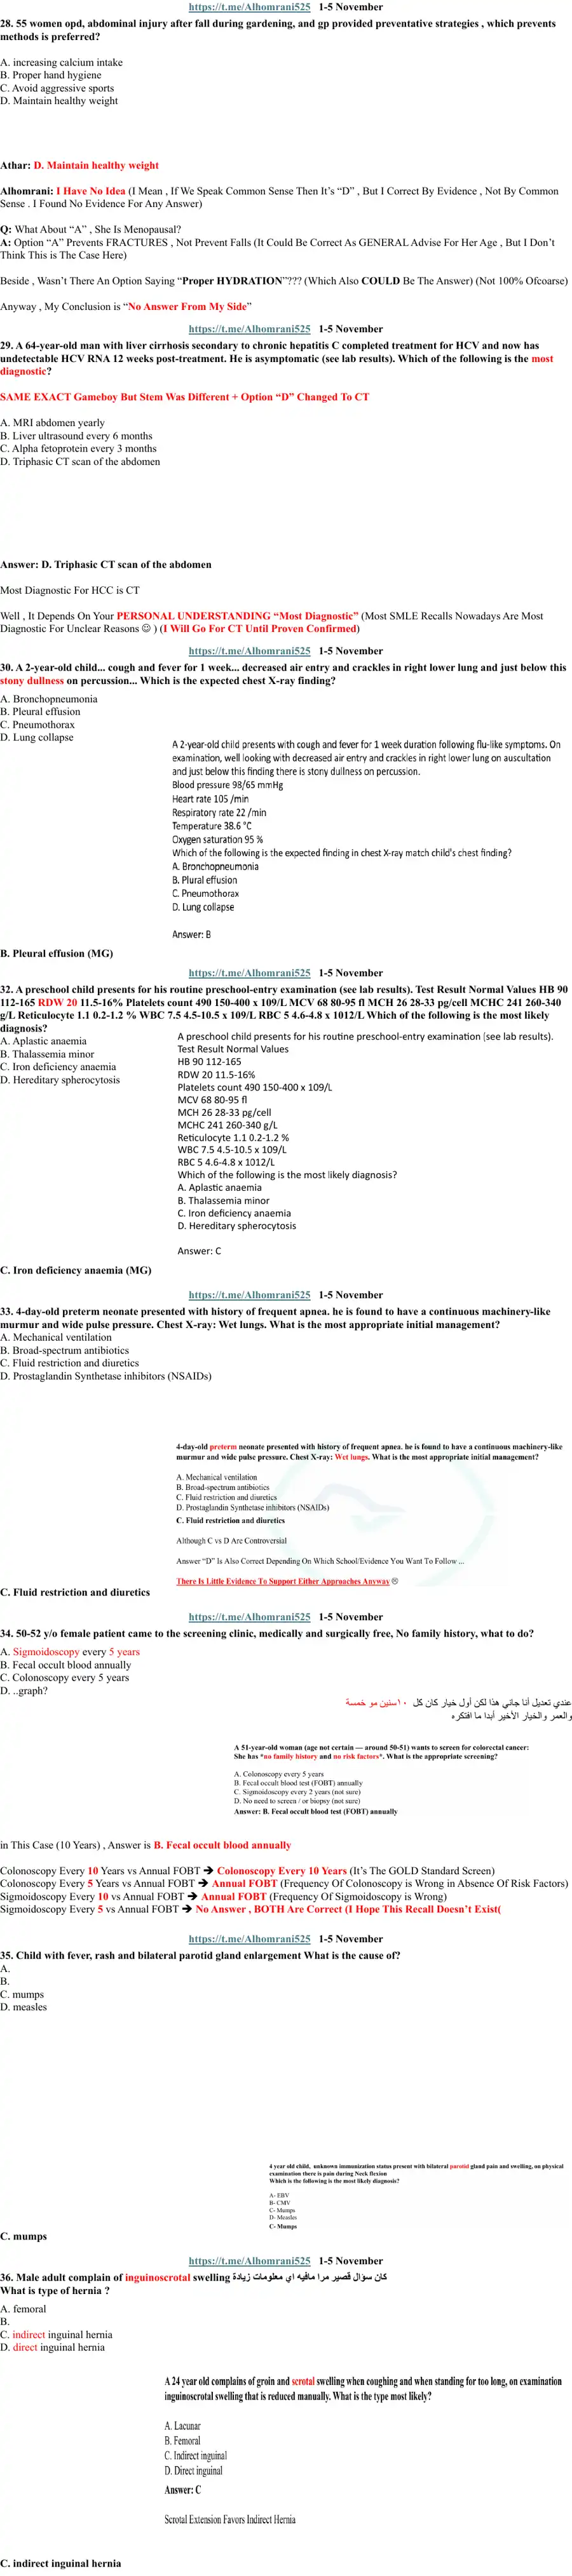 https://t.me/Alhomrani525 1-5 November
28. 55 women opd, abdominal injury after fall during gardening, and gp provided preventative strategies , which prevents
methods is preferred?
A. increasing calcium intake
B. Proper hand hygiene
C. Avoid aggressive sports
D. Maintain healthy weight
Athar: D. Maintain healthy weight
Alhomrani: I Have No Idea (I Mean , If We Speak Common Sense Then It's “D” , But I Correct By Evidence , Not By Common
Sense . I Found No Evidence For Any Answer)
Q: What About “A” , She Is Menopausal?
A: Option “A” Prevents FRACTURES , Not Prevent Falls (It Could Be Correct As GENERAL Advise For Her Age , But I Don't
Think This is The Case Here)
Beside , Wasn't There An Option Saying “Proper HYDRATION”??? (Which Also COULD Be The Answer) (Not 100% Ofcoarse)
Anyway , My Conclusion is “No Answer From My Side”
https://t.me/Alhomrani525 1-5 November
29. A 64-year-old man with liver cirrhosis secondary to chronic hepatitis C completed treatment for HCV and now has
undetectable HCV RNA 12 weeks post-treatment. He is asymptomatic (see lab results). Which of the following is the most
diagnostic?
SAME EXACT Gameboy But Stem Was Different + Option “D” Changed To CT
A. MRI abdomen yearly
B. Liver ultrasound every 6 months
C. Alpha fetoprotein every 3 months
D. Triphasic CT scan of the abdomen
Answer: D. Triphasic CT scan of the abdomen
Most Diagnostic For HCC is CT
Well , It Depends On Your PERSONAL UNDERSTANDING “Most Diagnostic” (Most SMLE Recalls Nowadays Are Most
Diagnostic For Unclear Reasons ☺ ) (I Will Go For CT Until Proven Confirmed)
https://t.me/Alhomrani525 1-5 November
30. A 2-year-old child... cough and fever for 1 week... decreased air entry and crackles in right lower lung and just below this
stony dullness on percussion... Which is the expected chest X-ray finding?
A. Bronchopneumonia
B. Pleural effusion
C. Pneumothorax
D. Lung collapse
A 2-year-old child presents with cough and fever for 1 week duration following flu-like symptoms. On
examination, well looking with decreased air entry and crackles in right lower lung on auscultation
and just below this finding there is stony dullness on percussion.
Blood pressure 98/65 mmHg
Heart rate 105 /min
Respiratory rate 22 /min
Temperature 38.6 °C
Oxygen saturation 95 %
Which of the following is the expected finding in chest X-ray match child's chest finding?
A. Bronchopneumonia
B. Plural effusion
C. Pneumothorax
D. Lung collapse
Answer: B
B. Pleural effusion (MG)
https://t.me/Alhomrani525 1-5 November
32. A preschool child presents for his routine preschool-entry examination (see lab results). Test Result Normal Values HB 90
112-165 RDW 20 11.5-16% Platelets count 490 150-400 x 109/L MCV 68 80-95 fl MCH 26 28-33 pg/cell MCHC 241 260-340
g/L Reticulocyte 1.1 0.2-1.2 % WBC 7.5 4.5-10.5 x 109/L RBC 5 4.6-4.8 x 1012/L Which of the following is the most likely
diagnosis?
A. Aplastic anaemia
B. Thalassemia minor
C. Iron deficiency anaemia
D. Hereditary spherocytosis
A preschool child presents for his routine preschool-entry examination (see lab results).
Test Result Normal Values
HB 90 112-165
RDW 20 11.5-16%
Platelets count 490 150-400 x 109/L
MCV 68 80-95 fl
MCH 26 28-33 pg/cell
MCHC 241 260-340 g/L
Reticulocyte 1.1 0.2-1.2 %
WBC 7.5 4.5-10.5 x 109/L
RBC 5 4.6-4.8 x 1012/L
Which of the following is the most likely diagnosis?
A. Aplastic anaemia
B. Thalassemia minor
C. Iron deficiency anaemia
D. Hereditary spherocytosis
Answer: C
C. Iron deficiency anaemia (MG)
https://t.me/Alhomrani525 1-5 November
33. 4-day-old preterm neonate presented with history of frequent apnea. he is found to have a continuous machinery-like
murmur and wide pulse pressure. Chest X-ray: Wet lungs. What is the most appropriate initial management?
A. Mechanical ventilation
B. Broad-spectrum antibiotics
C. Fluid restriction and diuretics
D. Prostaglandin Synthetase inhibitors (NSAIDs)
4-day-old preterm neonate presented with history of frequent apnea. he is found to have a continuous machinery-like
murmur and wide pulse pressure. Chest X-ray: Wet lungs. What is the most appropriate initial management?
A. Mechanical ventilation
B. Broad-spectrum antibiotics
C. Fluid restriction and diuretics
D. Prostaglandin Synthetase inhibitors (NSAIDs)
C. Fluid restriction and diuretics
Although C vs D Are Controversial
Answer “D” Is Also Correct Depending On Which School/Evidence You Want To Follow ...
There Is Little Evidence To Support Either Approaches Anyway ☹
C. Fluid restriction and diuretics
https://t.me/Alhomrani525 1-5 November
34. 50-52 y/o female patient came to the screening clinic, medically and surgically free, No family history, what to do?
A. Sigmoidoscopy every 5 years
B. Fecal occult blood annually
C. Colonoscopy every 5 years
D. ..graph?
عندي تعديل أنا جاني هذا لكن أول خيار كان كل ١٠سنين مو خمسة
والعمر والخيار الأخير أبدا ما افتكره
A 51-year-old woman (age not certain — around 50-51) wants to screen for colorectal cancer:
She has *no family history and no risk factors*. What is the appropriate screening?
A. Colonoscopy every 5 years
B. Fecal occult blood test (FOBT) annually
C. Sigmoidoscopy every 2 years (not sure)
D. No need to screen / or biopsy (not sure)
Answer: B. Fecal occult blood test (FOBT) annually
in This Case (10 Years) , Answer is B. Fecal occult blood annually
Colonoscopy Every 10 Years vs Annual FOBT ➔ Colonoscopy Every 10 Years (It's The GOLD Standard Screen)
Colonoscopy Every 5 Years vs Annual FOBT ➔ Annual FOBT (Frequency Of Colonoscopy is Wrong in Absence Of Risk Factors)
Sigmoidoscopy Every 10 vs Annual FOBT ➔ Annual FOBT (Frequency Of Sigmoidoscopy is Wrong)
Sigmoidoscopy Every 5 vs Annual FOBT ➔ No Answer , BOTH Are Correct (I Hope This Recall Doesn't Exist(
https://t.me/Alhomrani525 1-5 November
35. Child with fever, rash and bilateral parotid gland enlargement What is the cause of?
A.
B.
C. mumps
D. measles
4 year old child, unknown immunization status present with bilateral parotid gland pain and swelling, on physical
examination there is pain during Neck flexion
Which is the following is the most likely diagnosis?
A- EBV
B- CMV
C- Mumps
D- Measles
C- Mumps
C. mumps
https://t.me/Alhomrani525 1-5 November
36. Male adult complain of inguinoscrotal swelling كان سؤال قصير مرا مافيه اي معلومات زيادة
What is type of hernia ?
A. femoral
B.
C. indirect inguinal hernia
D. direct inguinal hernia
A 24 year old complains of groin and scrotal swelling when coughing and when standing for too long, on examination
inguinoscrotal swelling that is reduced manually. What is the type most likely?
A. Lacunar
B. Femoral
C. Indirect inguinal
D. Direct inguinal
Answer: C
Scrotal Extension Favors Indirect Hernia
C. indirect inguinal hernia